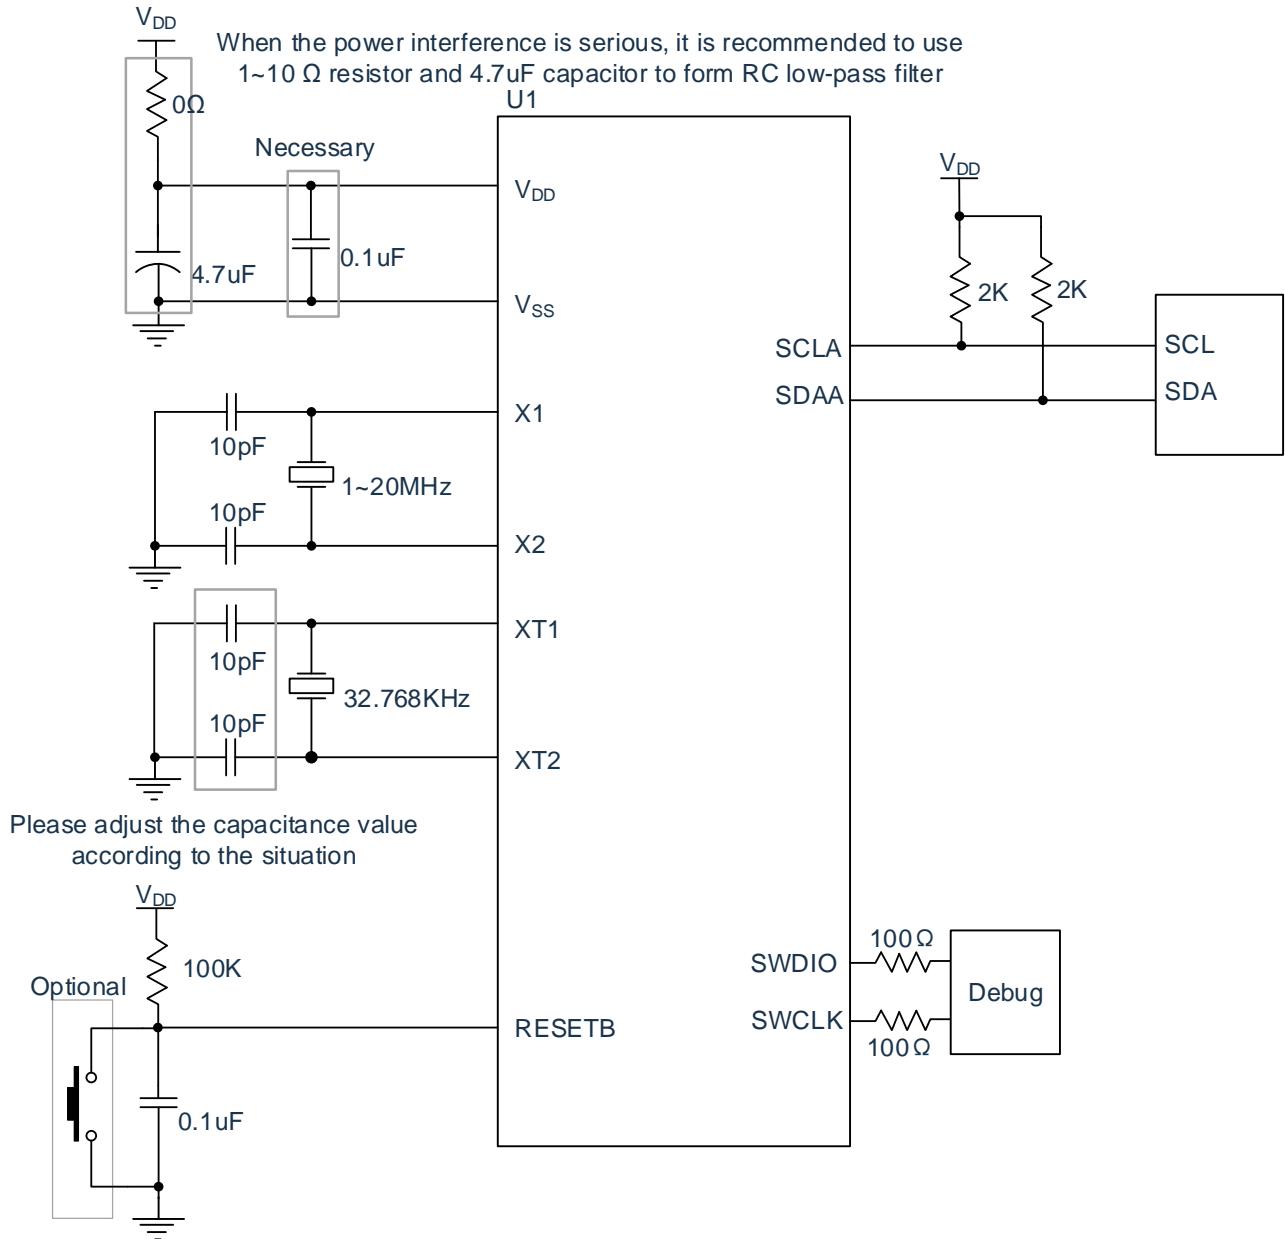 VDD
When the power interference is serious, it is recommended to use
1~10 Ω resistor and 4.7uF capacitor to form RC low-pass filter
U1
0Ω
Necessary
VDD
VDD
4.7uF
0.1uF
VSS
2K
2K
SCLA
SCL
SDAA
SDA
X1
10pF
1~20MHz
10pF
X2
XT1
10pF
32.768KHz
10pF
XT2
Please adjust the capacitance value
according to the situation
VDD
100K
Optional
RESETB
0.1uF
100Ω
SWDIO
Debug
SWCLK
100Ω